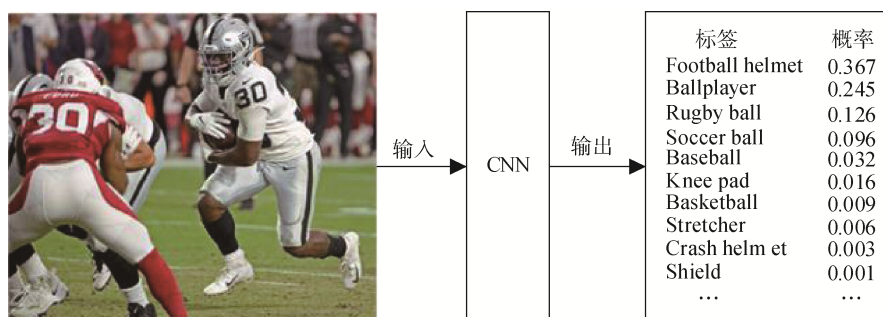 30
FORD
30
输入
CNN
输出
标签 概率
Football helmet 0.367
Ballplayer 0.245
Rugby ball 0.126
Soccer ball 0.096
Baseball 0.032
Knee pad 0.016
Basketball 0.009
Stretcher 0.006
Crash helm et 0.003
Shield 0.001
… …